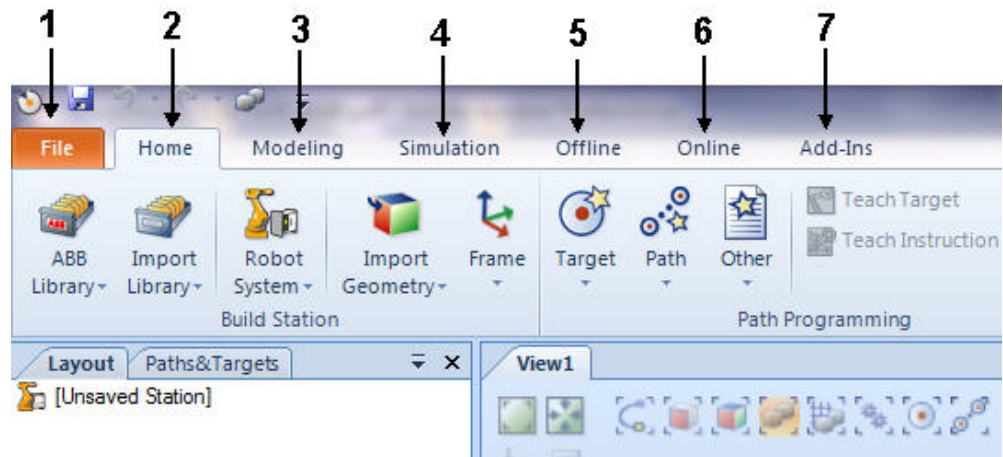 1 2 3 4 5 6 7
File Home Modeling Simulation Offline Online Add-Ins
ABB
ABB Library
Import Library
Robot System
Import Geometry
Frame
Target
Path
Other
Teach Target
Teach Instruction
Build Station
Path Programming
Layout Paths&Targets
View1
[Unsaved Station]